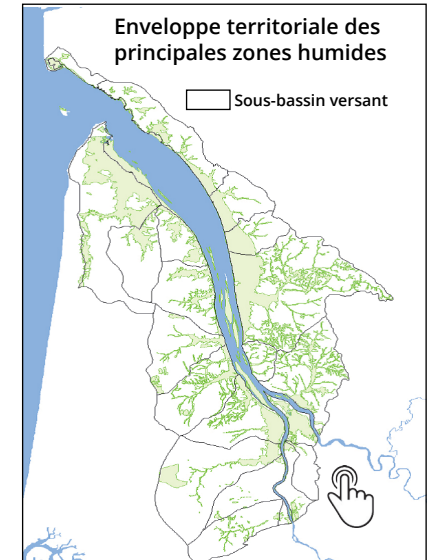 Enveloppe territoriale des
principales zones humides
Sous-bassin versant